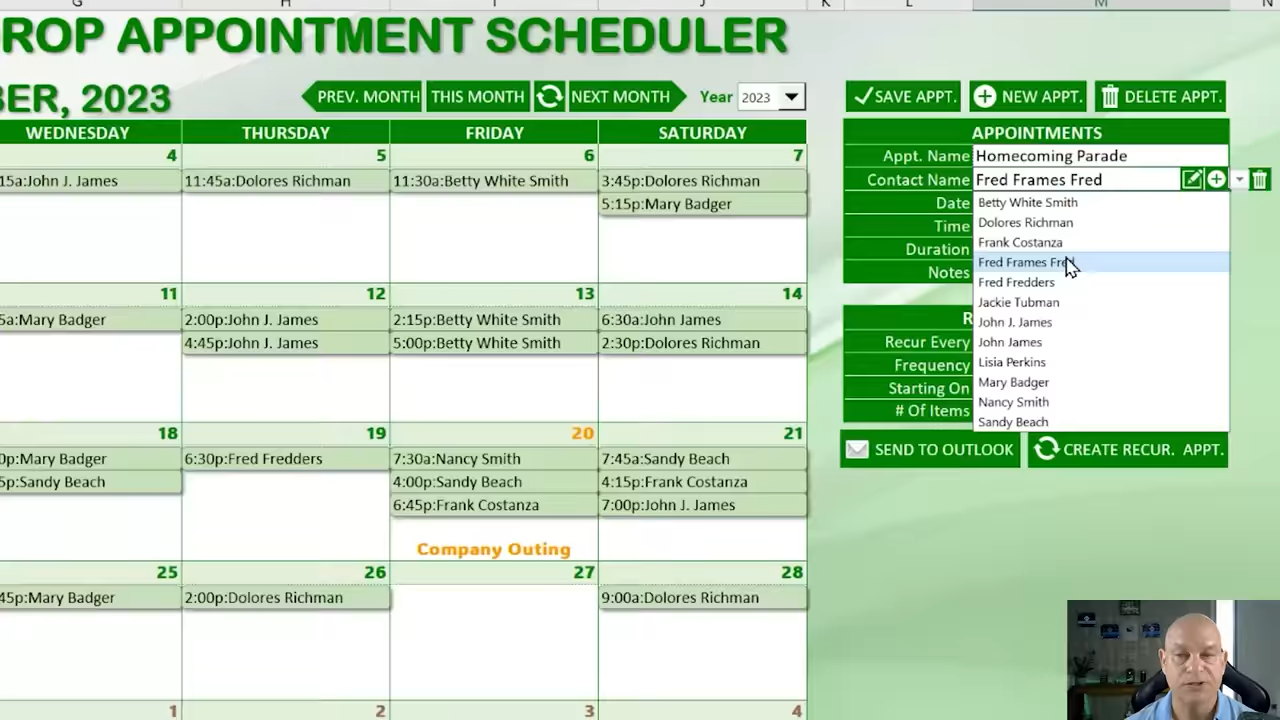 G H I J K L M N
ROP APPOINTMENT SCHEDULER
BER, 2023
PREV. MONTH THIS MONTH NEXT MONTH Year 2023
SAVE APPT. NEW APPT. DELETE APPT.
WEDNESDAY THURSDAY FRIDAY SATURDAY
4 5 6 7
15a:John J. James 11:45a:Dolores Richman 11:30a:Betty White Smith 3:45p:Dolores Richman
5:15p:Mary Badger
11 12 13 14
5a:Mary Badger 2:00p:John J. James 2:15p:Betty White Smith 6:30a:John James
4:45p:John J. James 5:00p:Betty White Smith 2:30p:Dolores Richman
18 19 20 21
0p:Mary Badger 6:30p:Fred Fredders 7:30a:Nancy Smith 7:45a:Sandy Beach
5p:Sandy Beach 4:00p:Sandy Beach 4:15p:Frank Costanza
6:45p:Frank Costanza 7:00p:John J. James
Company Outing
25 26 27 28
45p:Mary Badger 2:00p:Dolores Richman 9:00a:Dolores Richman
1 2 3 4
APPOINTMENTS
Appt. Name Homecoming Parade
Contact Name Fred Frames Fred
Date
Time
Duration
Notes
Betty White Smith
Dolores Richman
Frank Costanza
Fred Frames Fred
Fred Fredders
Jackie Tubman
John J. James
John James
Lisia Perkins
Mary Badger
Nancy Smith
Sandy Beach
R
Recur Every
Frequency
Starting On
# Of Items
SEND TO OUTLOOK CREATE RECUR. APPT.